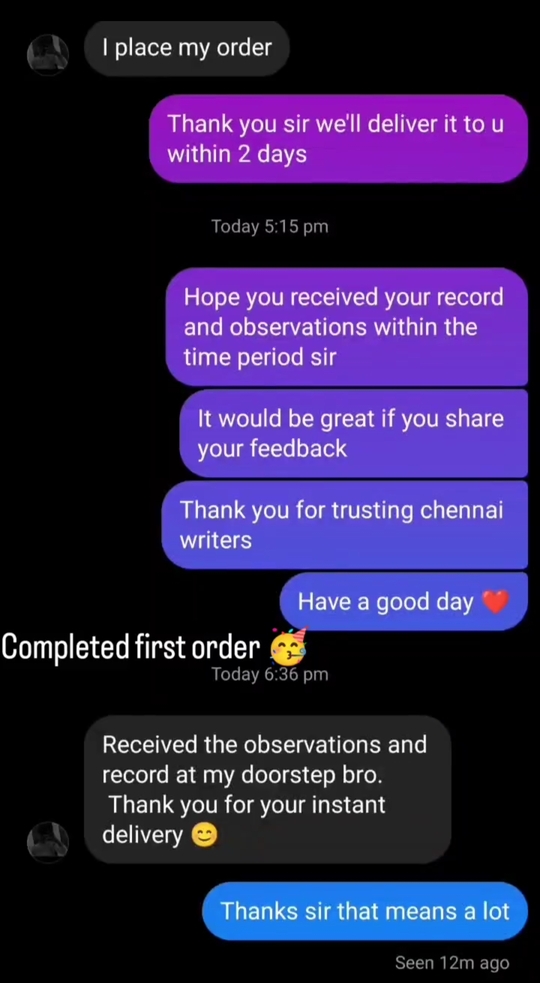 I place my order
Thank you sir we'll deliver it to u
within 2 days
Today 5:15 pm
Hope you received your record
and observations within the
time period sir
It would be great if you share
your feedback
Thank you for trusting chennai
writers
Have a good day ❤️
Completed first order 🥳
Today 6:36 pm
Received the observations and
record at my doorstep bro.
Thank you for your instant
delivery 😊
Thanks sir that means a lot
Seen 12m ago